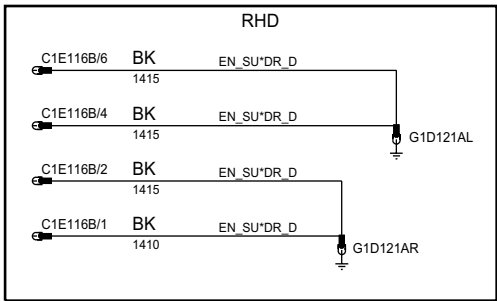 RHD
C1E116B/6 BK EN_SU*DR_D
1415
C1E116B/4 BK EN_SU*DR_D
1415
G1D121AL
C1E116B/2 BK EN_SU*DR_D
1415
C1E116B/1 BK EN_SU*DR_D
1410
G1D121AR